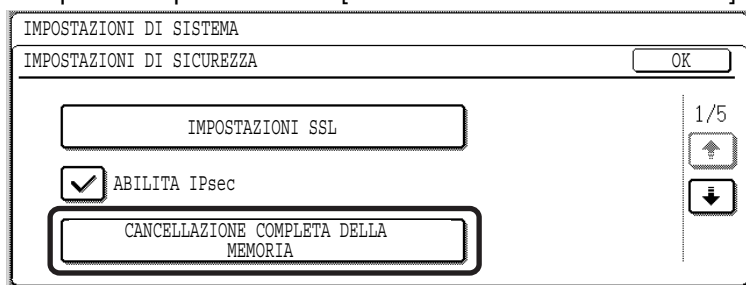 IMPOSTAZIONI DI SISTEMA
IMPOSTAZIONI DI SICUREZZA
OK
IMPOSTAZIONI SSL
1/5
ABILITA IPsec
CANCELLAZIONE COMPLETA DELLA
MEMORIA